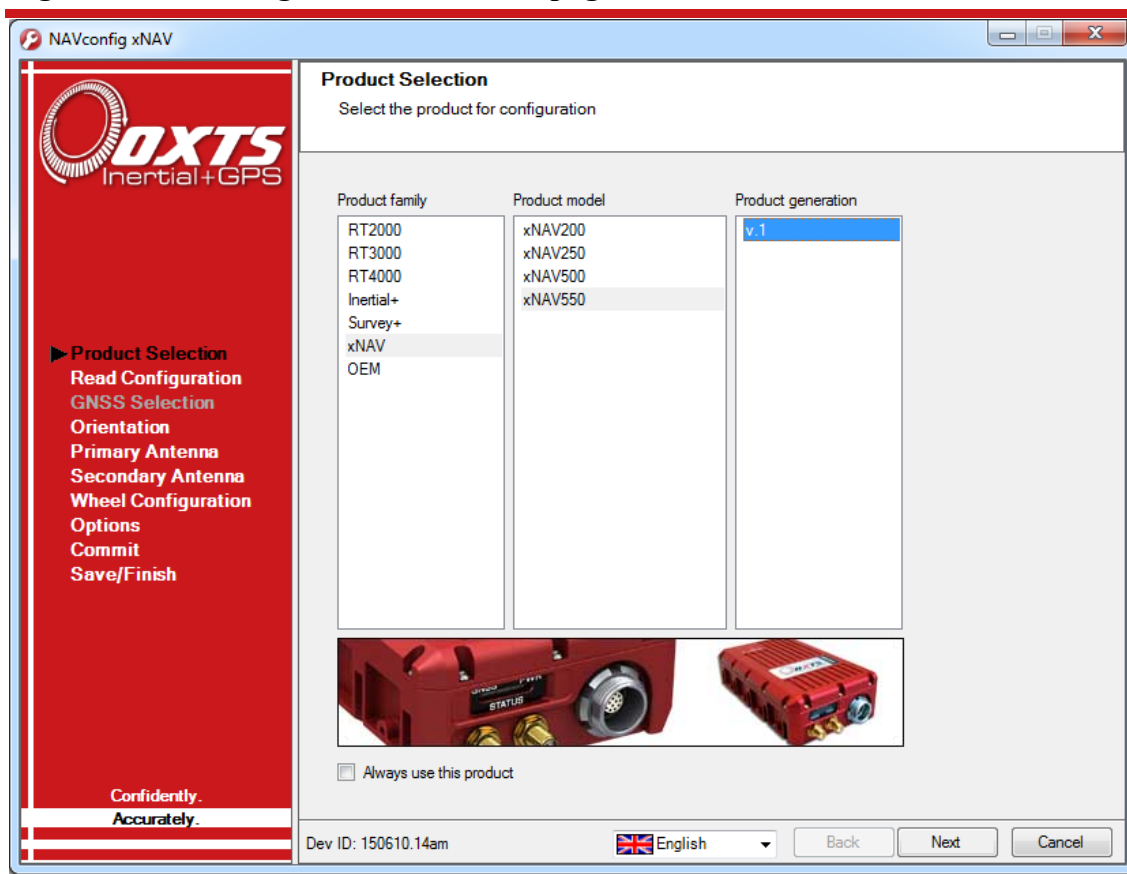 NAVconfig xNAV
OXTS
Inertial+GPS
Product Selection
Select the product for configuration
Product family
Product model
Product generation
RT2000
RT3000
RT4000
Inertial+
Survey+
xNAV
OEM
xNAV200
xNAV250
xNAV500
xNAV550
v.1
Product Selection
Read Configuration
GNSS Selection
Orientation
Primary Antenna
Secondary Antenna
Wheel Configuration
Options
Commit
Save/Finish
GNSS PWR
STATUS
OXTS
Always use this product
Confidently.
Accurately.
Dev ID: 150610.14am
English
Back
Next
Cancel